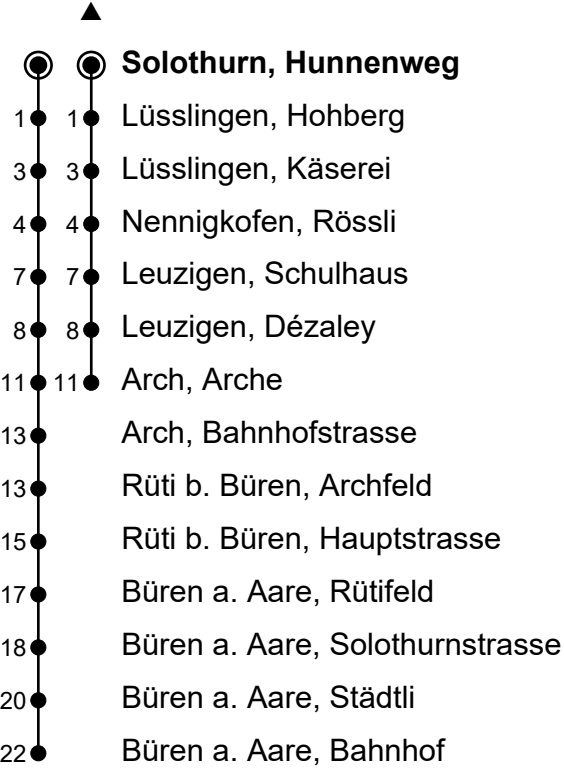 ▲
Solothurn, Hunnenweg
1 1 Lüsslingen, Hohberg
3 3 Lüsslingen, Käserei
4 4 Nennigkofen, Rössli
7 7 Leuzigen, Schulhaus
8 8 Leuzigen, Dézaley
11 11 Arch, Arche
13 Arch, Bahnhofstrasse
13 Rüti b. Büren, Archfeld
15 Rüti b. Büren, Hauptstrasse
17 Büren a. Aare, Rütifeld
18 Büren a. Aare, Solothurnstrasse
20 Büren a. Aare, Städtli
22 Büren a. Aare, Bahnhof